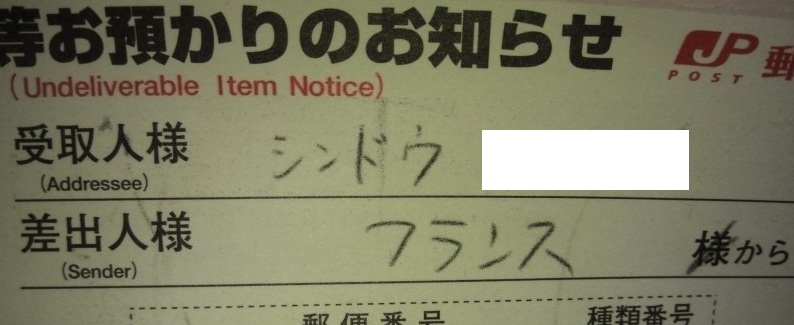 等お預かりのお知らせ
(Undeliverable Item Notice)
JP 郵
POST
受取人様 シンドウ
(Addressee)
差出人様 フランス 様から
(Sender)
郵便番号 種類番号